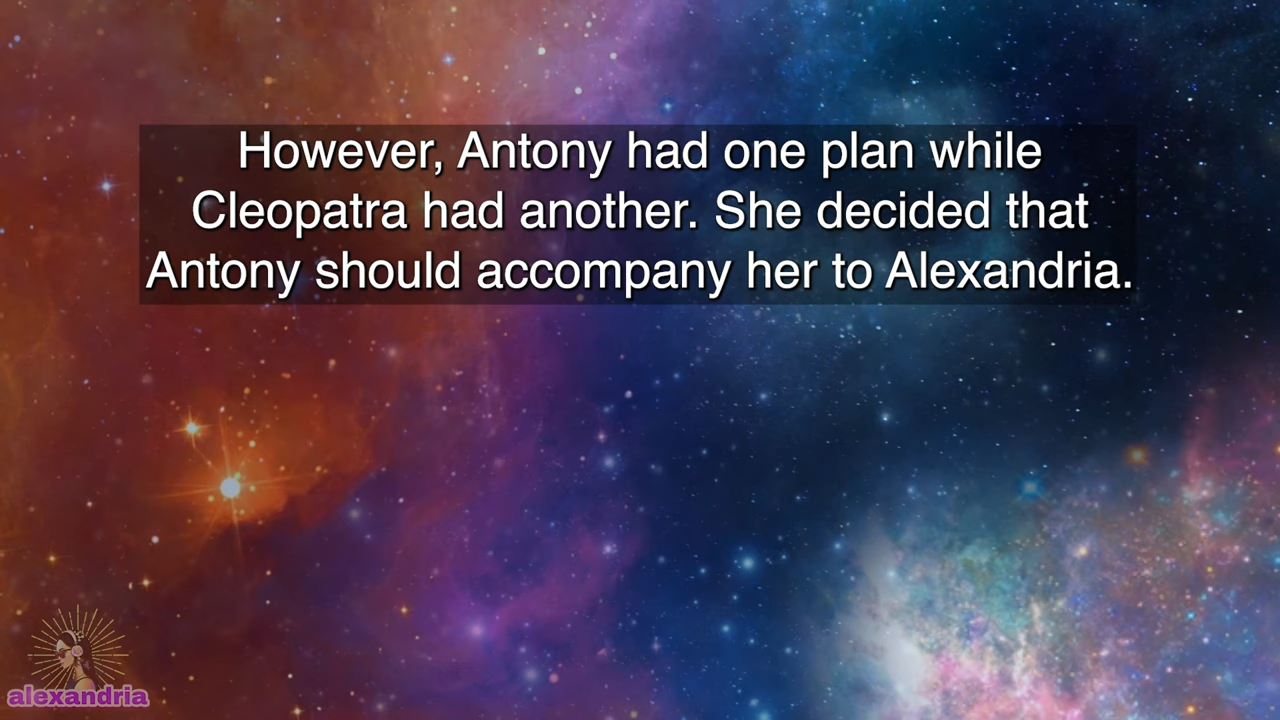 However, Antony had one plan while
Cleopatra had another. She decided that
Antony should accompany her to Alexandria.
alexandria